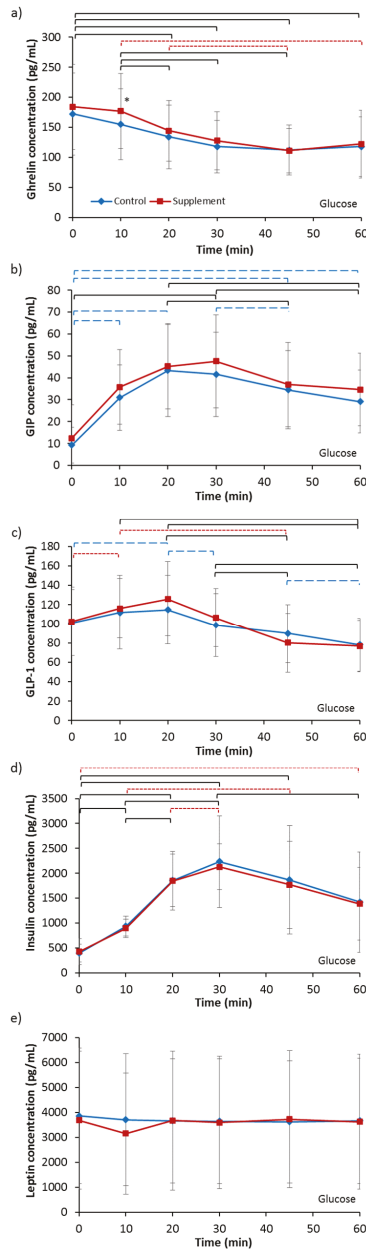 a)
Ghrelin concentration (pg/mL)
300
250
200
150
100
50
0
*
Control
Supplement
Glucose
0 10 20 30 40 50 60
Time (min)
b)
GIP concentration (pg/mL)
80
70
60
50
40
30
20
10
0
Glucose
0 10 20 30 40 50 60
Time (min)
c)
GLP-1 concentration (pg/mL)
180
160
140
120
100
80
60
40
20
0
Glucose
0 10 20 30 40 50 60
Time (min)
d)
Insulin concentration (pg/mL)
3500
3000
2500
2000
1500
1000
500
0
Glucose
0 10 20 30 40 50 60
Time (min)
e)
Leptin concentration (pg/mL)
7000
6000
5000
4000
3000
2000
1000
0
Glucose
0 10 20 30 40 50 60
Time (min)